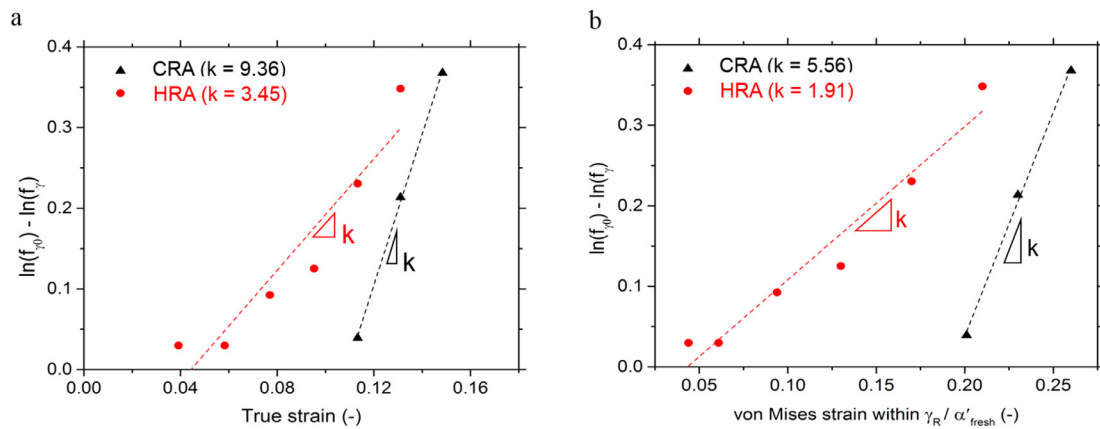 a
0.4
0.3
0.2
0.1
0.0
0.00
0.04
0.08
0.12
0.16
ln(fγ0) - ln(fγ)
True strain (-)
CRA (k = 9.36)
HRA (k = 3.45)
k
k
b
0.4
0.3
0.2
0.1
0.0
0.05
0.10
0.15
0.20
0.25
ln(fγ0) - ln(fγ)
von Mises strain within γR / α′fresh (-)
CRA (k = 5.56)
HRA (k = 1.91)
k
k